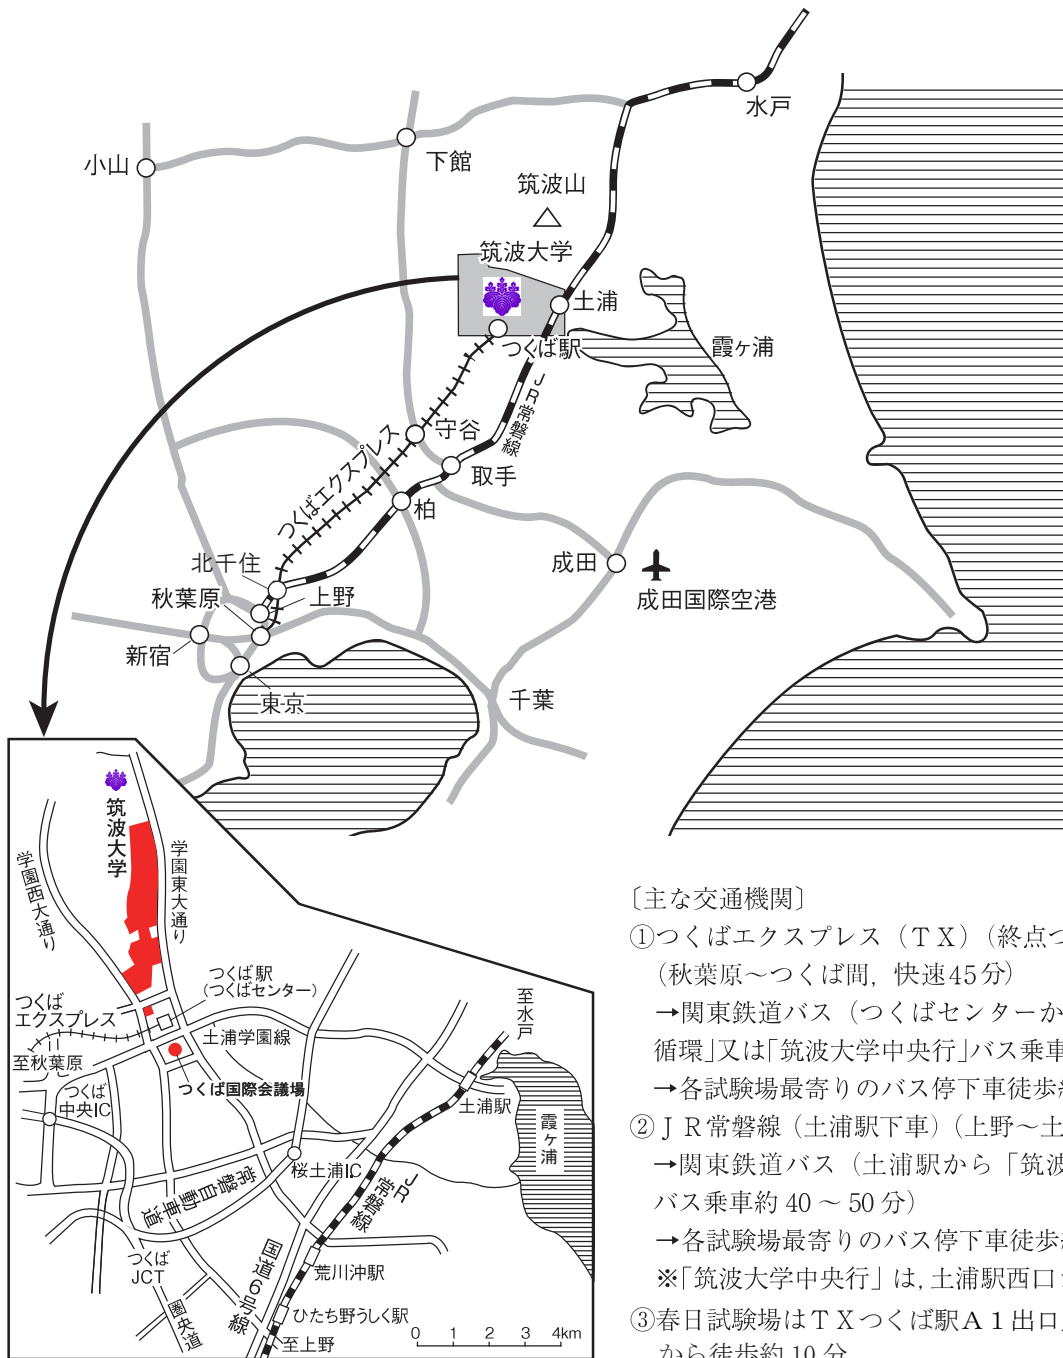 水戸
小山
下館
筑波山
筑波大学
土浦
つくば駅
霞ヶ浦
JR常磐線
守谷
つくばエクスプレス
取手
柏
北千住
成田
秋葉原
上野
成田国際空港
新宿
東京
千葉
筑波大学
学園西大通り
学園東大通り
つくば駅
(つくばセンター)
つくば
エクスプレス
至水戸
土浦学園線
至秋葉原
つくば国際会議場
つくば
中央IC
土浦駅
霞ヶ浦
桜土浦IC
常磐自動車道
JR
常磐線
つくば
JCT
国道6号線
荒川沖駅
圏央道
ひたち野うしく駅
至上野
0 1 2 3 4km
〔主な交通機関〕
①つくばエクスプレス（ＴＸ）（終点つ
（秋葉原～つくば間，快速45分）
→関東鉄道バス（つくばセンターか
循環」又は「筑波大学中央行」バス乗車
→各試験場最寄りのバス停下車徒歩
②ＪＲ常磐線（土浦駅下車）（上野～土
→関東鉄道バス（土浦駅から「筑波
バス乗車約 40 ～ 50 分）
→各試験場最寄りのバス停下車徒歩
※「筑波大学中央行」は，土浦駅西口
③春日試験場はＴＸつくば駅Ａ１出口
から徒歩約 10 分